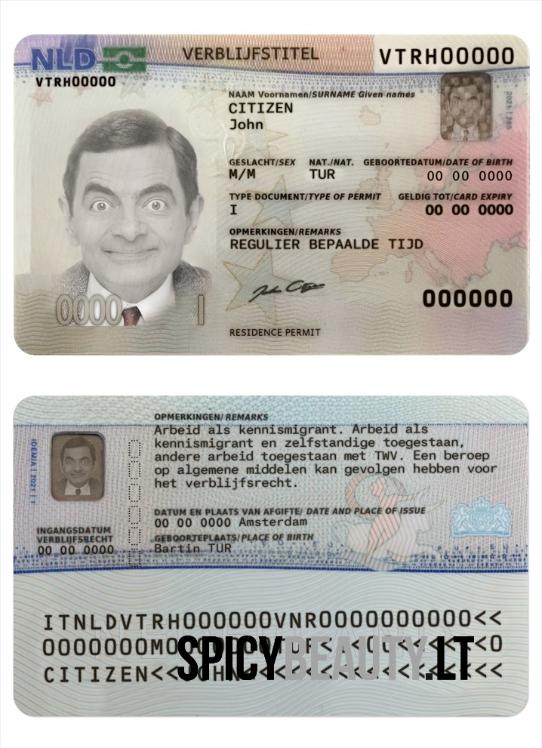 NLD VERBLIJFSTITEL VTRH00000
VTRH00000
NAAM Voornamen/SURNAME Given names
CITIZEN
John
GESLACHT/SEX NAT./NAT. GEBOORTEDATUM/DATE OF BIRTH
M/M TUR 00 00 0000
TYPE DOCUMENT/TYPE OF PERMIT GELDIG TOT/CARD EXPIRY
I 00 00 0000
OPMERKINGEN/REMARKS
REGULIER BEPAALDE TIJD
0000
000000
RESIDENCE PERMIT
OPMERKINGEN/REMARKS
Arbeid als kennismigrant. Arbeid als
kennismigrant en zelfstandige toegestaan,
andere arbeid toegestaan met TWV. Een beroep
op algemene middelen kan gevolgen hebben voor
het verblijfsrecht.
DATUM EN PLAATS VAN AFGIFTE/ DATE AND PLACE OF ISSUE
00 00 0000 Amsterdam
INGANGSDATUM
VERBLIJFSRECHT
00 00 0000
GEBOORTEPLAATS/PLACE OF BIRTH
Bartin TUR
ITNLDVTRH000000VNR0000000000<<
CITIZEN<<
SPICYBEAUTY.LT